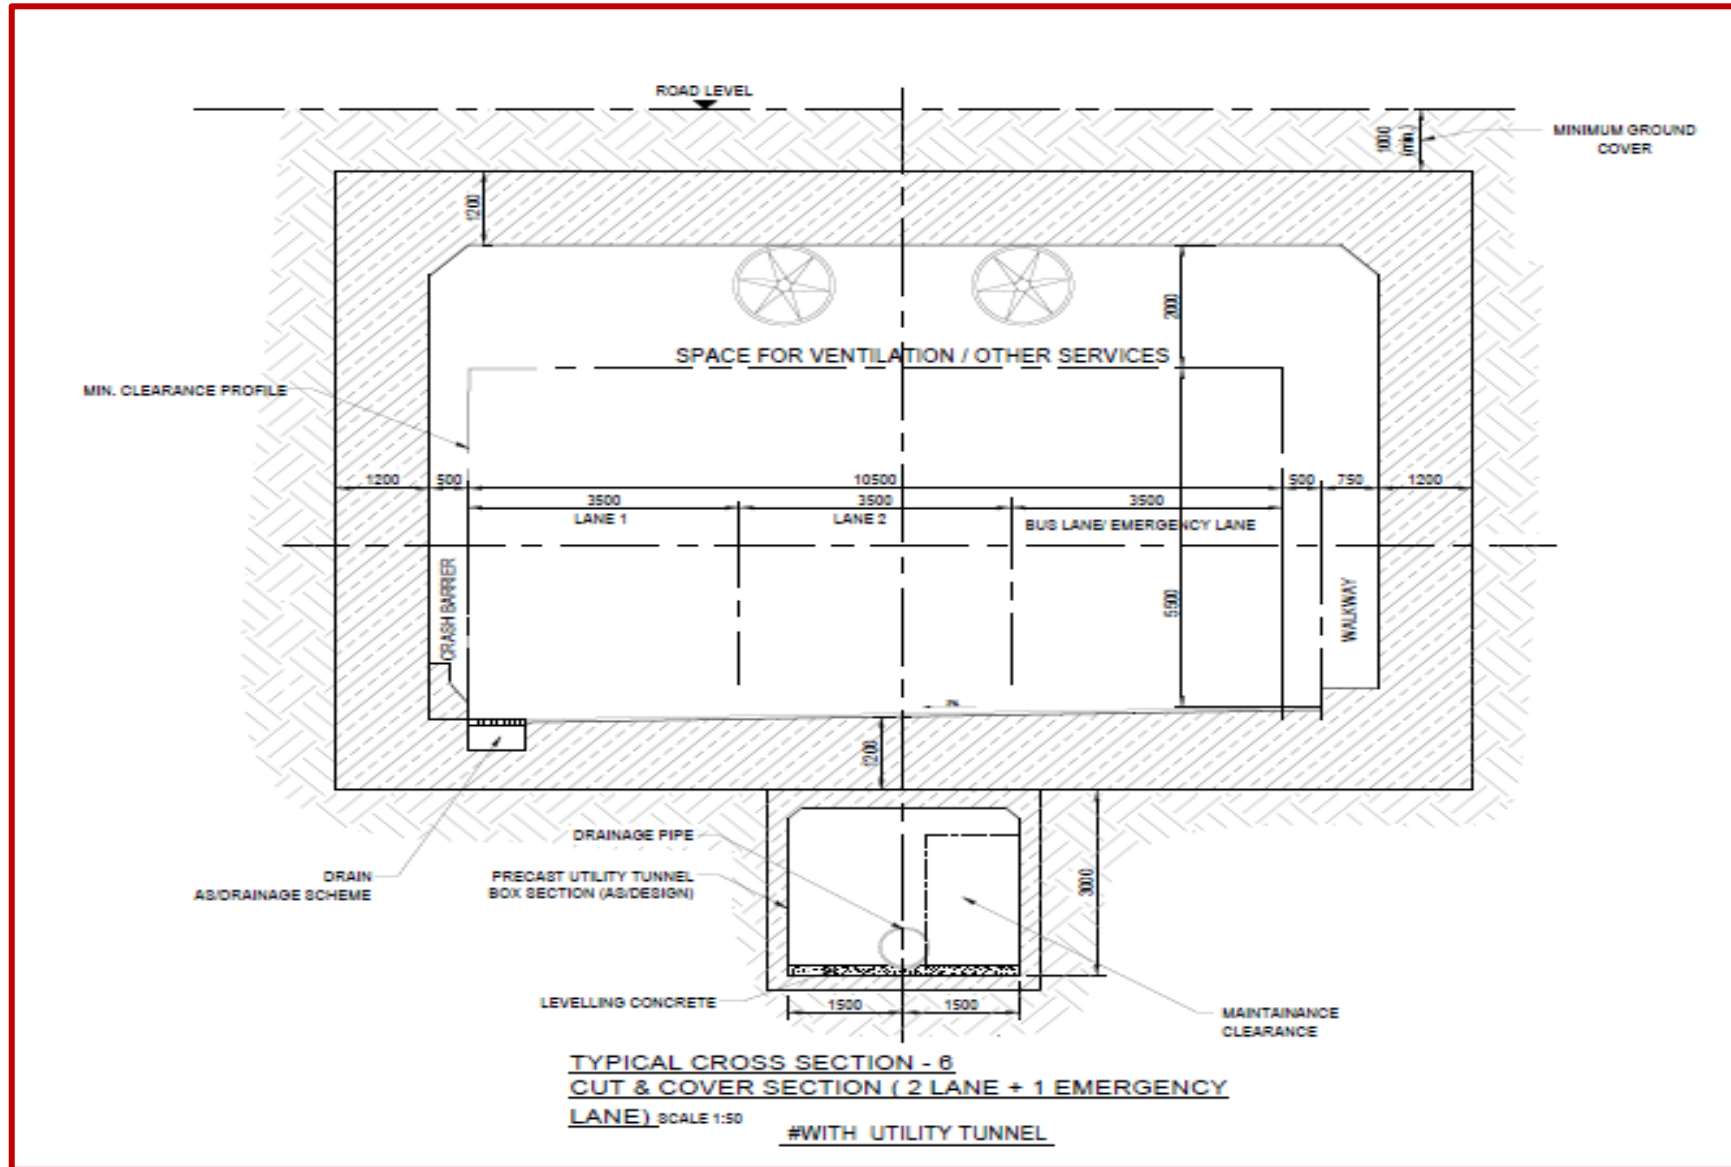 ROAD LEVEL
1000
(min.)
MINIMUM GROUND
COVER
1200
2000
SPACE FOR VENTILATION / OTHER SERVICES
MIN. CLEARANCE PROFILE
1200
500
10500
500
750
1200
3500
3500
3500
LANE 1
LANE 2
BUS LANE/ EMERGENCY LANE
CRASH BARRIER
5500
WALKWAY
2%
1200
DRAINAGE PIPE
DRAIN
AS/DRAINAGE SCHEME
PRECAST UTILITY TUNNEL
BOX SECTION (AS/DESIGN)
3000
LEVELLING CONCRETE
1500
1500
MAINTAINANCE
CLEARANCE
TYPICAL CROSS SECTION - 6
CUT & COVER SECTION ( 2 LANE + 1 EMERGENCY
LANE) SCALE 1:50
#WITH UTILITY TUNNEL